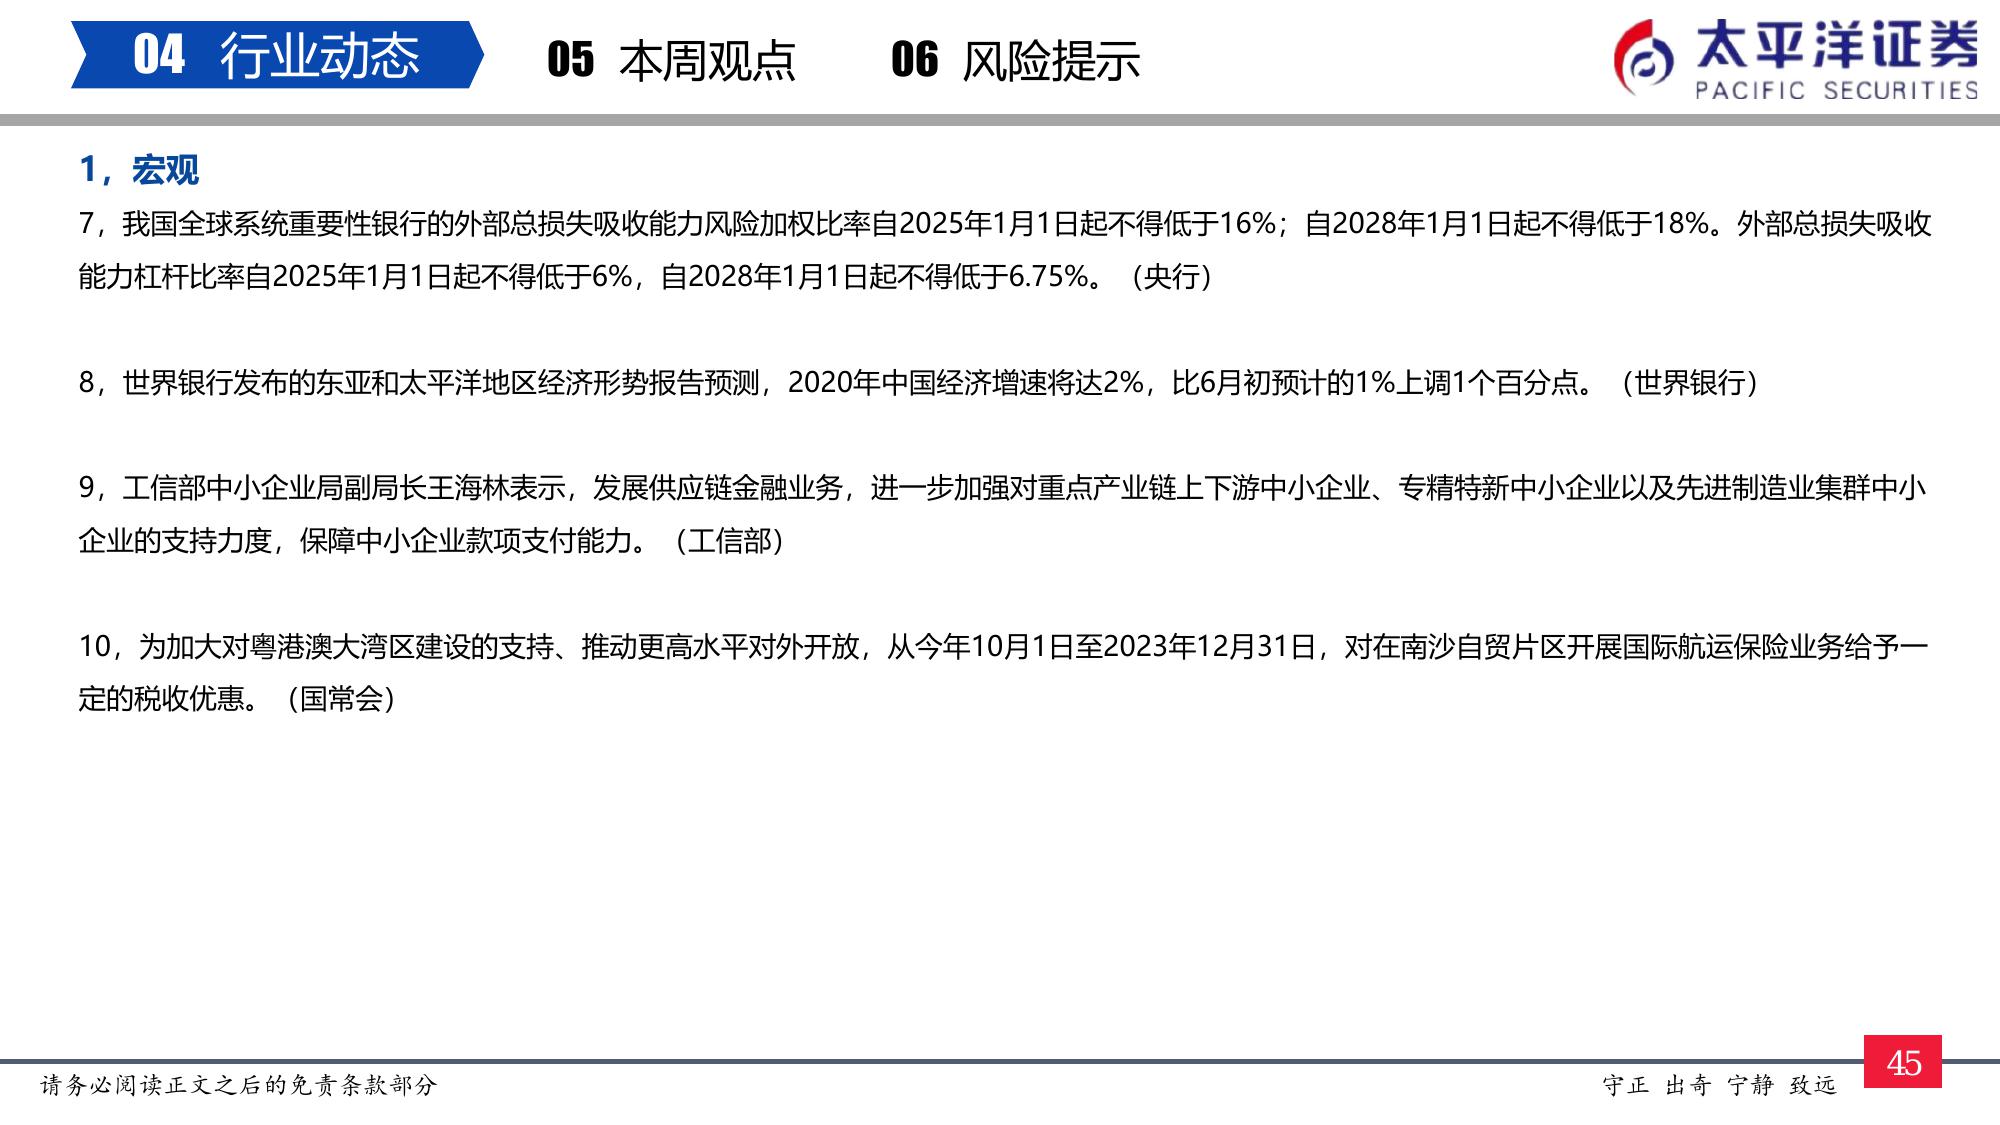 04 行业动态 05 本周观点 06 风险提示 太平洋证券
PACIFIC SECURITIES
1，宏观
7，我国全球系统重要性银行的外部总损失吸收能力风险加权比率自2025年1月1日起不得低于16%；自2028年1月1日起不得低于18%。外部总损失吸收
能力杠杆比率自2025年1月1日起不得低于6%，自2028年1月1日起不得低于6.75%。（央行）
8，世界银行发布的东亚和太平洋地区经济形势报告预测，2020年中国经济增速将达2%，比6月初预计的1%上调1个百分点。（世界银行）
9，工信部中小企业局副局长王海林表示，发展供应链金融业务，进一步加强对重点产业链上下游中小企业、专精特新中小企业以及先进制造业集群中小
企业的支持力度，保障中小企业款项支付能力。（工信部）
10，为加大对粤港澳大湾区建设的支持、推动更高水平对外开放，从今年10月1日至2023年12月31日，对在南沙自贸片区开展国际航运保险业务给予一
定的税收优惠。（国常会）
请务必阅读正文之后的免责条款部分
守正 出奇 宁静 致远
45